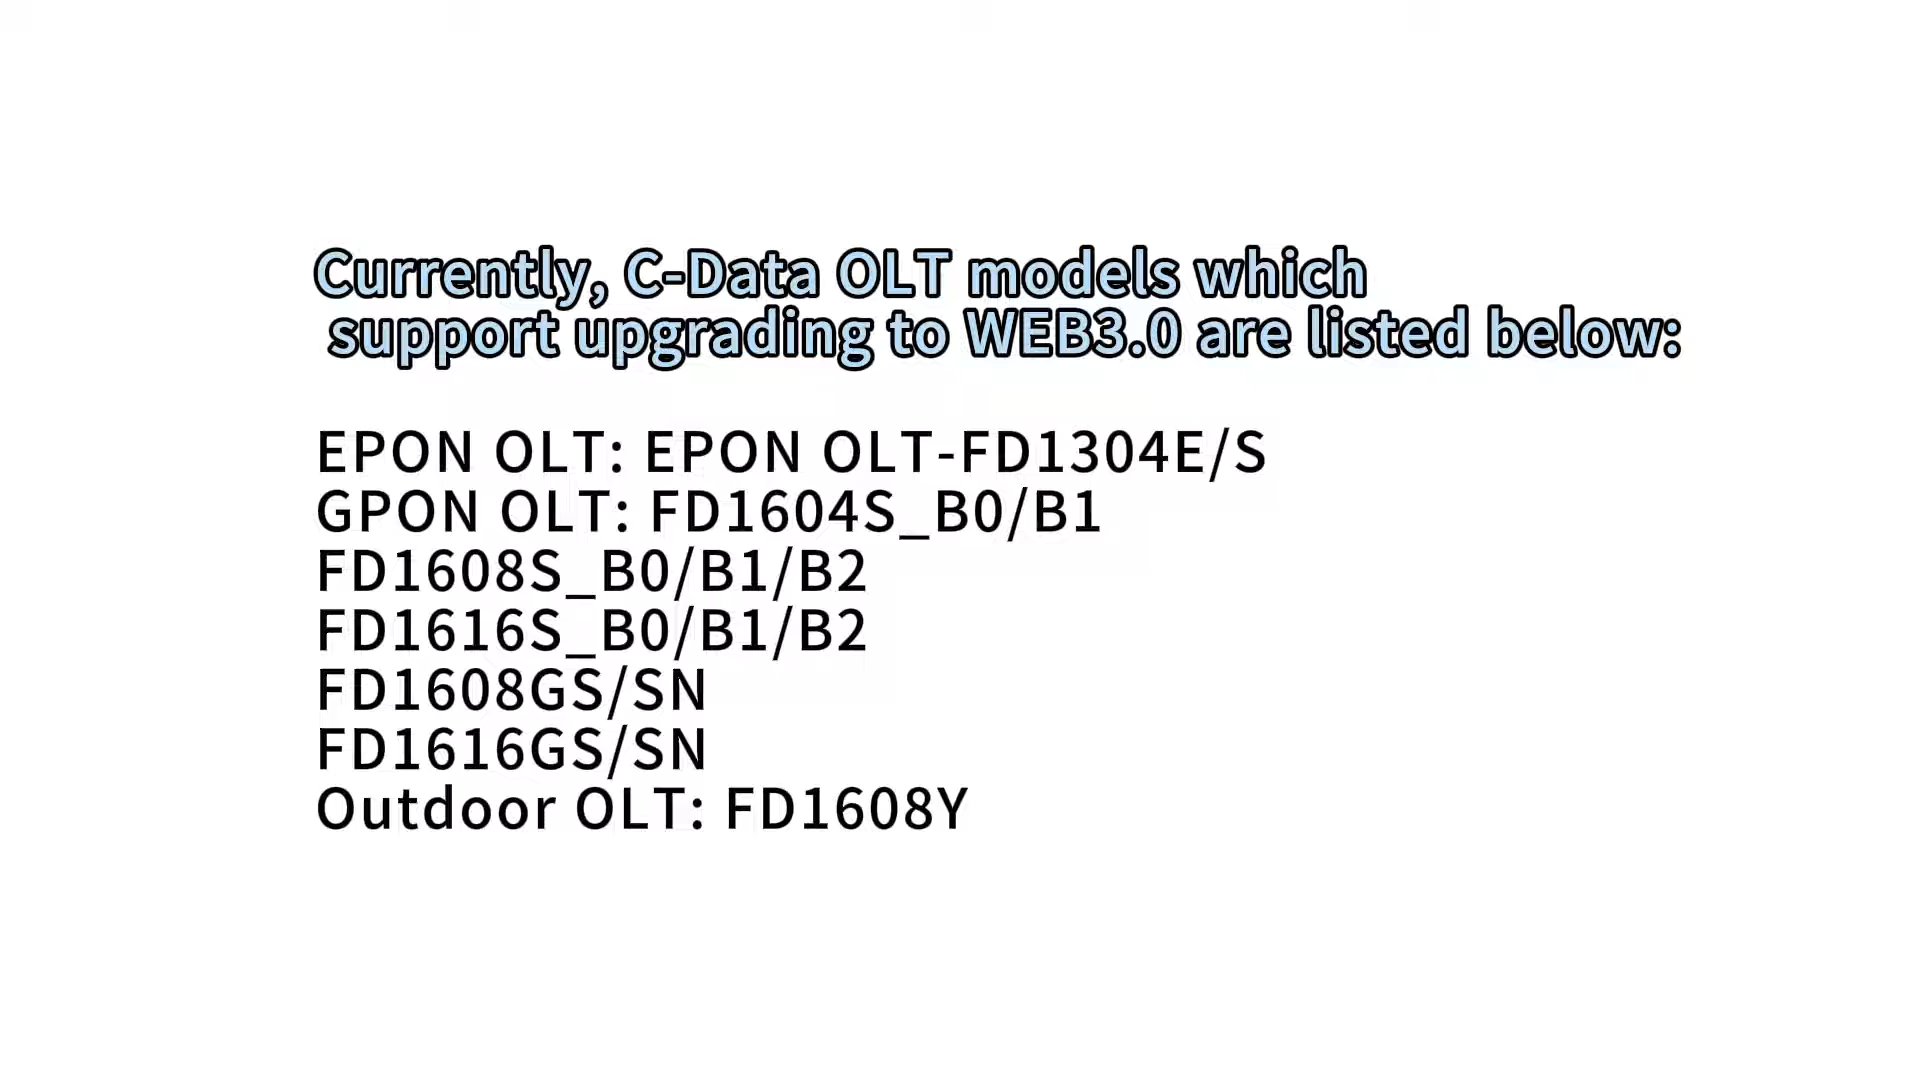 Currently, C-Data OLT models which
support upgrading to WEB3.0 are listed below:
EPON OLT: EPON OLT-FD1304E/S
GPON OLT: FD1604S_B0/B1
FD1608S_B0/B1/B2
FD1616S_B0/B1/B2
FD1608GS/SN
FD1616GS/SN
Outdoor OLT: FD1608Y